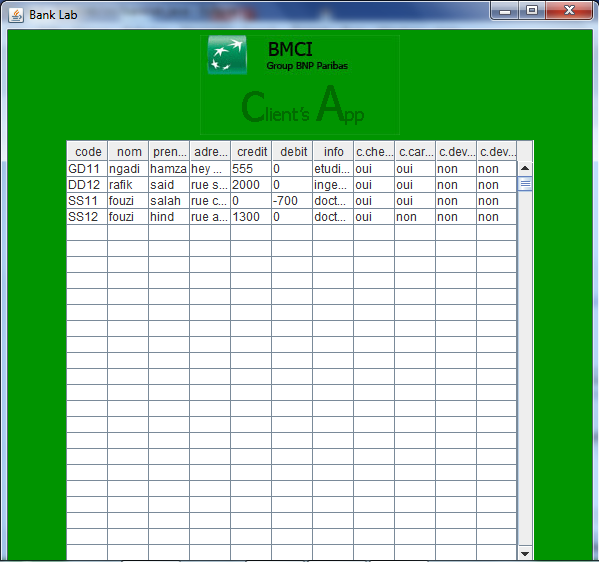 Bank Lab
BMCI
Group BNP Paribas
Client's App
code nom pren... adre... credit debit info c.che... c.car... c.dev... c.dev...
GD11 ngadi hamza hey ... 555 0 etudi... oui oui non non
DD12 rafik said rue s... 2000 0 inge... oui oui non non
SS11 fouzi salah rue c... 0 -700 doct... oui oui non non
SS12 fouzi hind rue a... 1300 0 doct... oui non non non